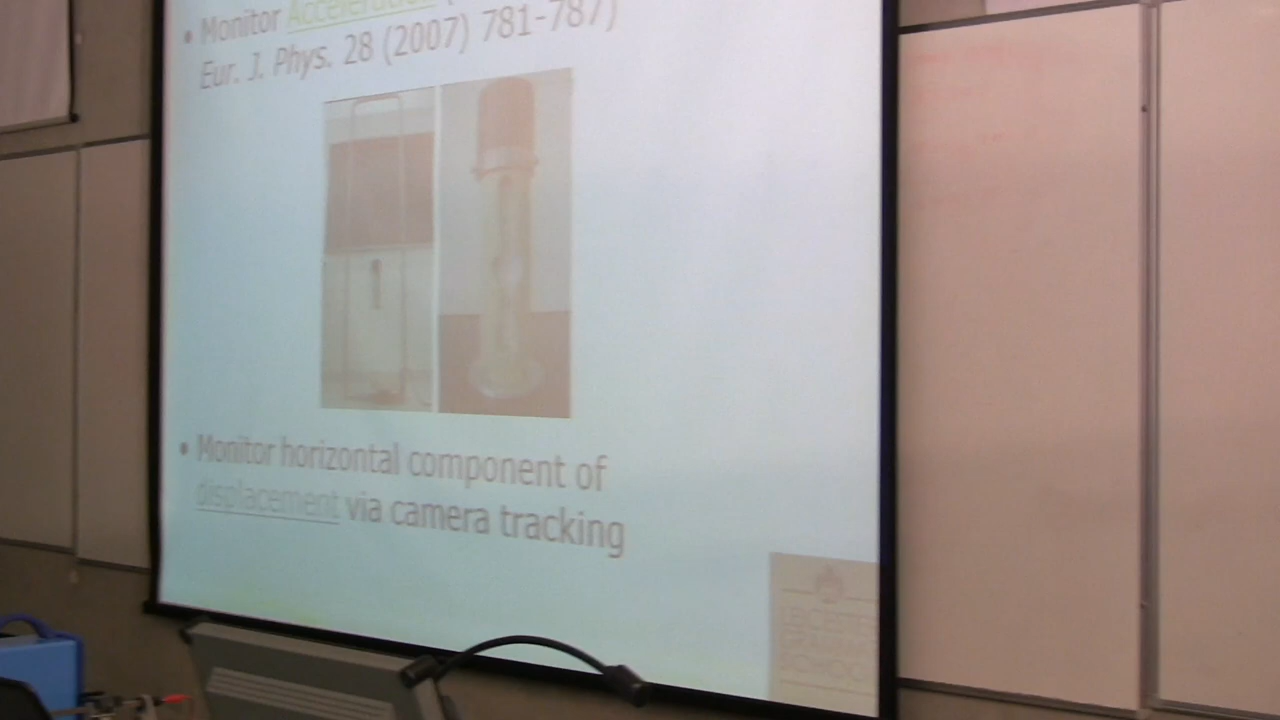 • Monitor Acceleration (
Eur. J. Phys. 28 (2007) 781-787)
• Monitor horizontal component of
displacement via camera tracking